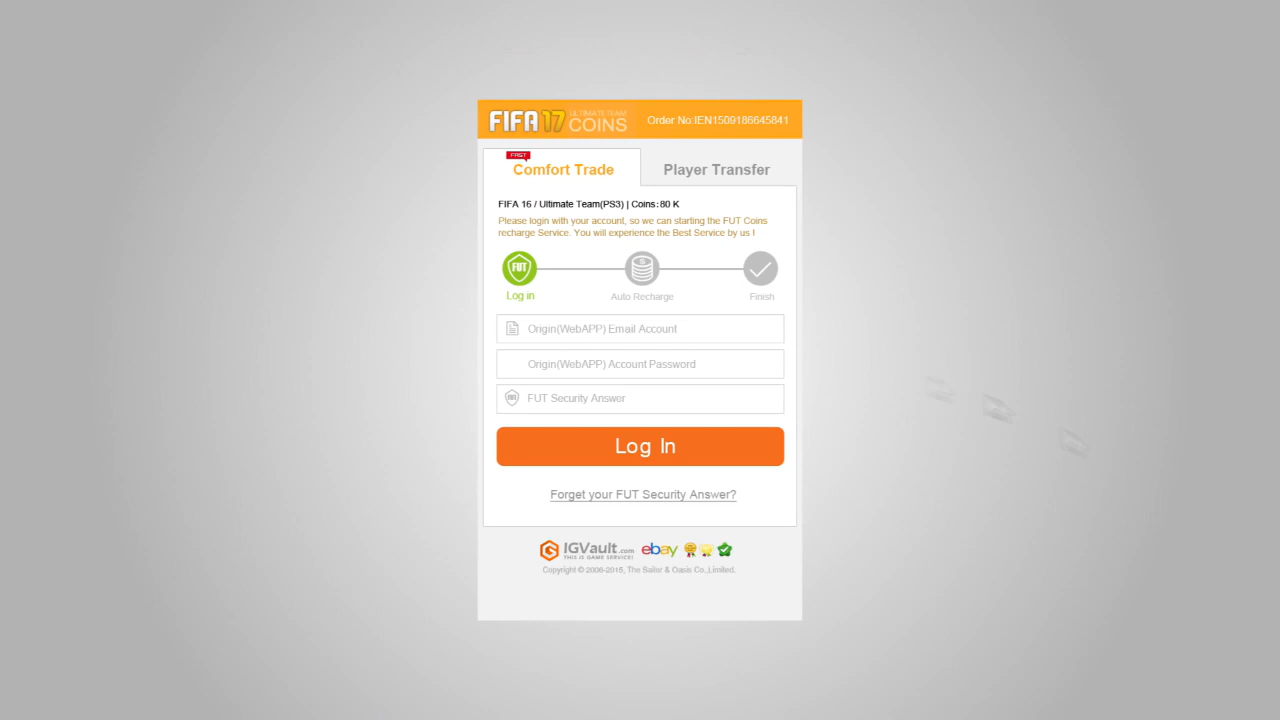 FIFA 17 ULTIMATE TEAM COINS
Order No:IEN1509186645841
FAST
Comfort Trade
Player Transfer
FIFA 16 / Ultimate Team(PS3) | Coins:80 K
Please login with your account, so we can starting the FUT Coins
recharge Service. You will experience the Best Service by us !
FUT
Log in
Auto Recharge
Finish
Origin(WebAPP) Email Account
Origin(WebAPP) Account Password
FUT Security Answer
Log In
Forget your FUT Security Answer?
IGVault.com
THIS IS GAME SERVICE!
ebay
Copyright © 2006-2016, The Sailor & Oasis Co.,Limited.